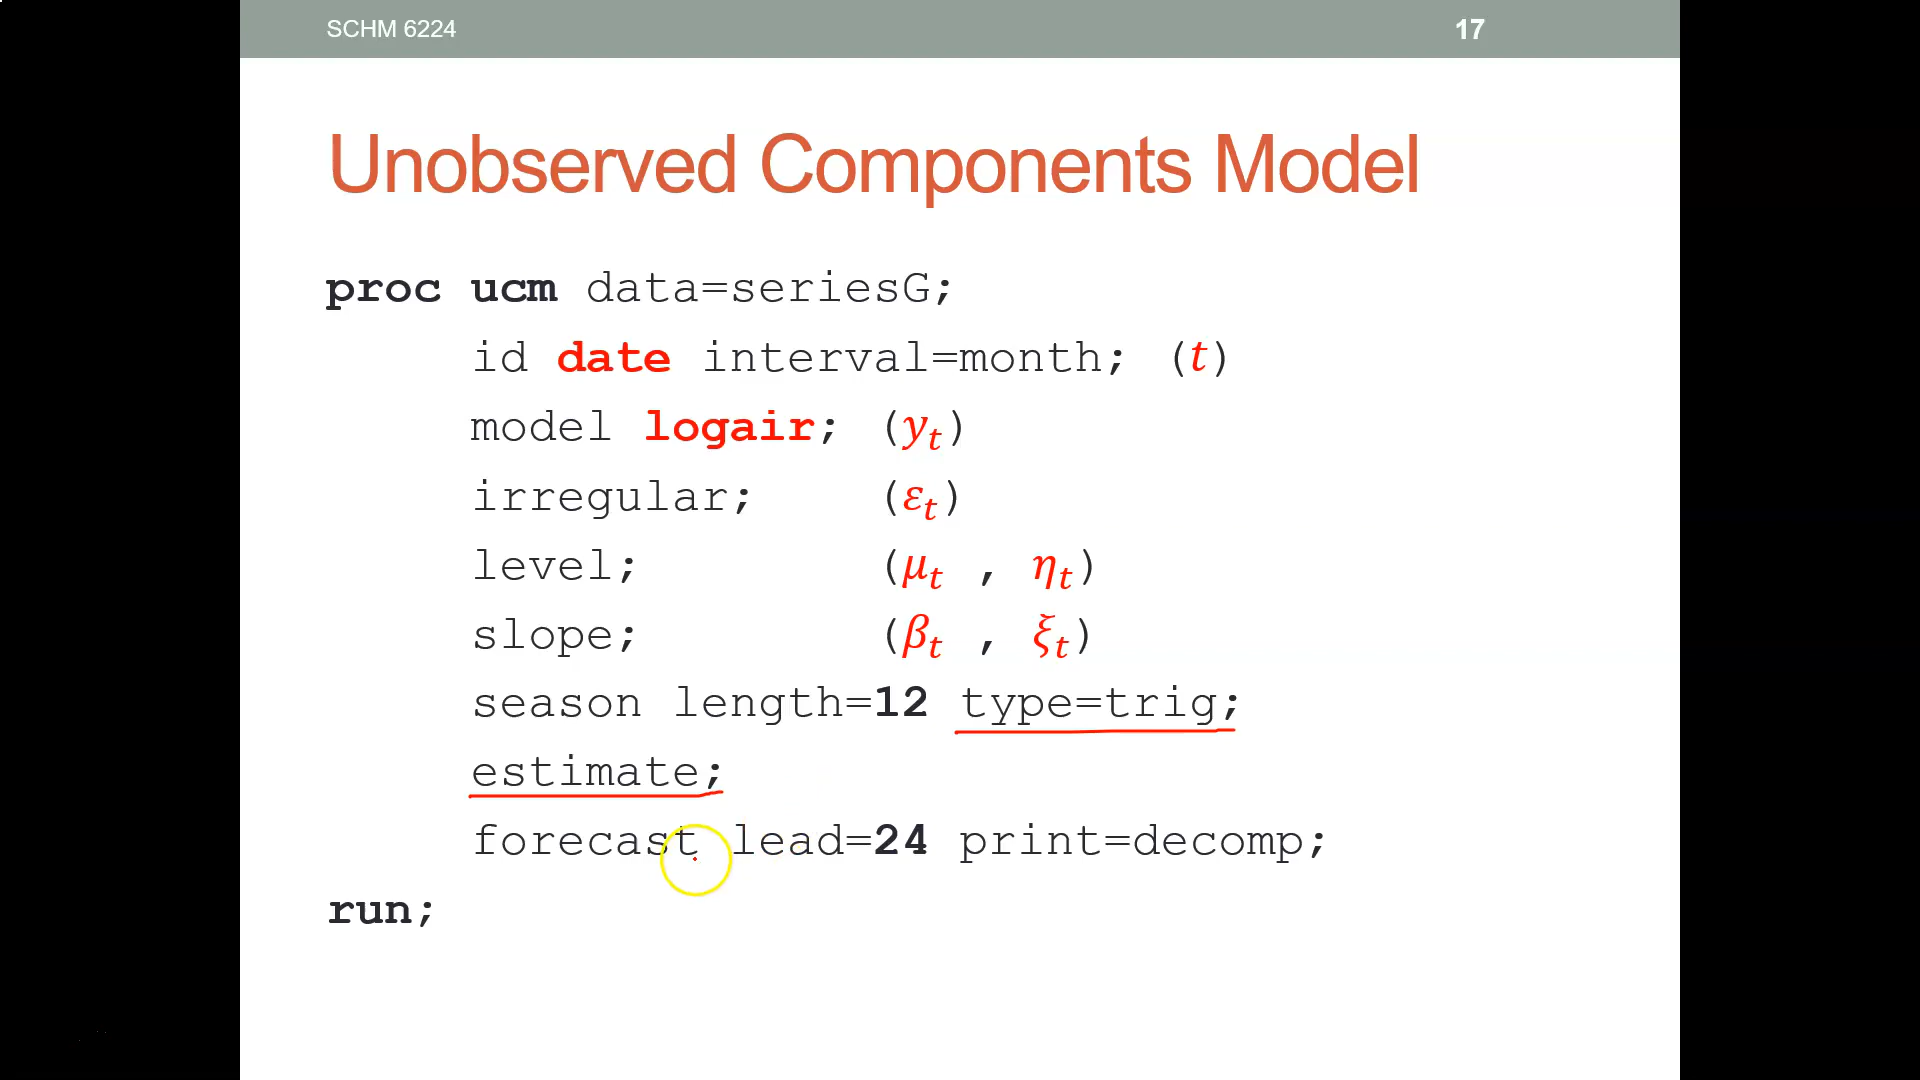 SCHM 6224 17
Unobserved Components Model
proc ucm data=seriesG;
id date interval=month; (t)
model logair; (yₜ)
irregular; (εₜ)
level; (μₜ , ηₜ)
slope; (βₜ , ξₜ)
season length=12 type=trig;
estimate;
forecast lead=24 print=decomp;
run;